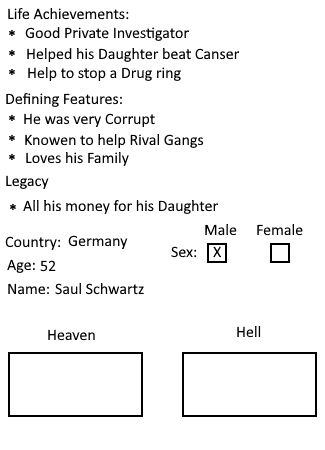 Life Achievements:
* Good Private Investigator
* Helped his Daughter beat Canser
* Help to stop a Drug ring
Defining Features:
* He was very Corrupt
* Knowen to help Rival Gangs
* Loves his Family
Legacy
* All his money for his Daughter
Male Female
Country: Germany
Sex: X
Age: 52
Name: Saul Schwartz
Heaven Hell